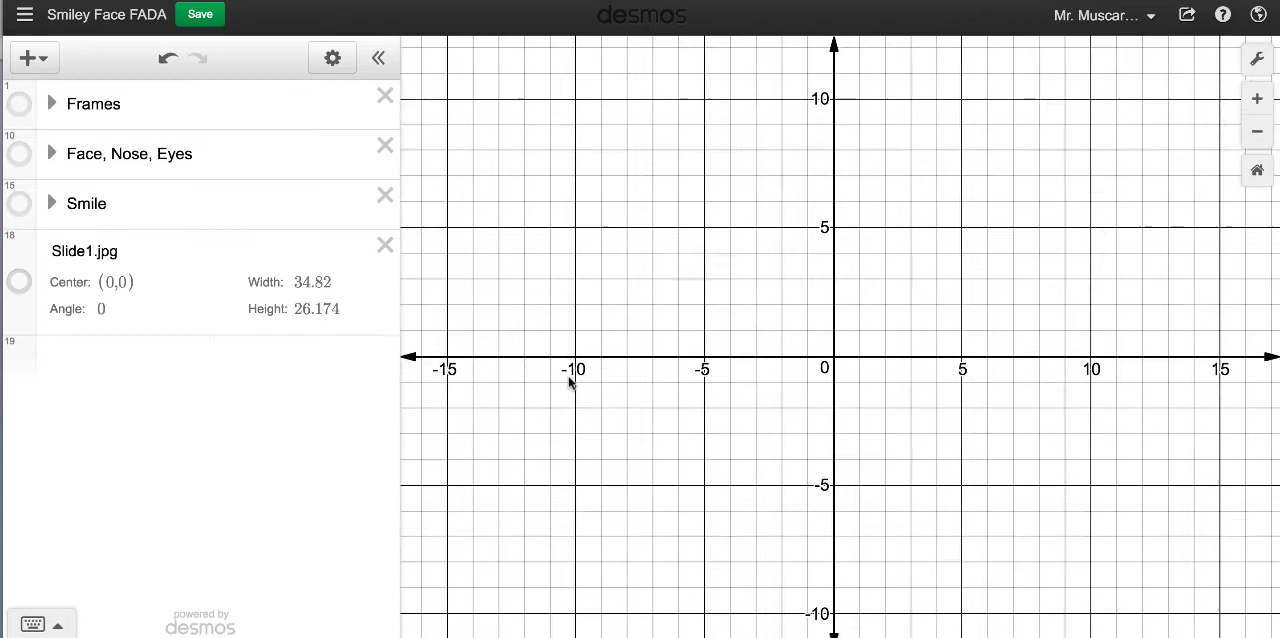 Smiley Face FADA
Save
desmos
Mr. Muscar...
1
Frames
10
Face, Nose, Eyes
15
Smile
18
Slide1.jpg
Center: (0,0)
Width: 34.82
Angle: 0
Height: 26.174
19
powered by
desmos
10
5
-15 -10 -5 0 5 10 15
-5
-10